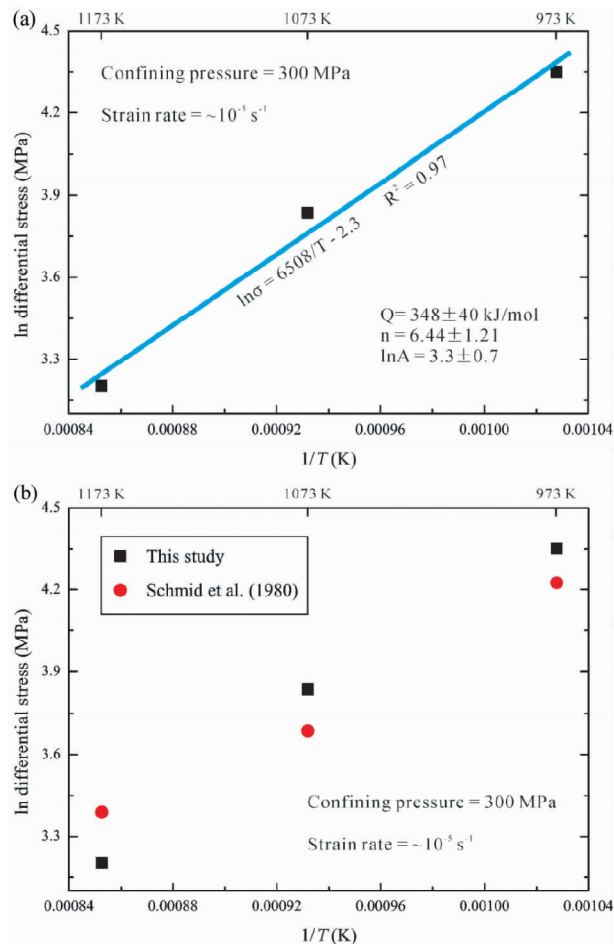 (a)
1173 K 1073 K 973 K
4.5
4.2
3.9
3.6
3.3
ln differential stress (MPa)
Confining pressure = 300 MPa
Strain rate = ~10⁻⁵ s⁻¹
lnσ = 6508/T - 2.3 R² = 0.97
Q= 348±40 kJ/mol
n = 6.44±1.21
lnA = 3.3±0.7
0.00084 0.00088 0.00092 0.00096 0.00100 0.00104
1/T (K)
(b)
1173 K 1073 K 973 K
4.5
4.2
3.9
3.6
3.3
ln differential stress (MPa)
This study
Schmid et al. (1980)
Confining pressure = 300 MPa
Strain rate = ~10⁻⁵ s⁻¹
0.00084 0.00088 0.00092 0.00096 0.00100 0.00104
1/T (K)